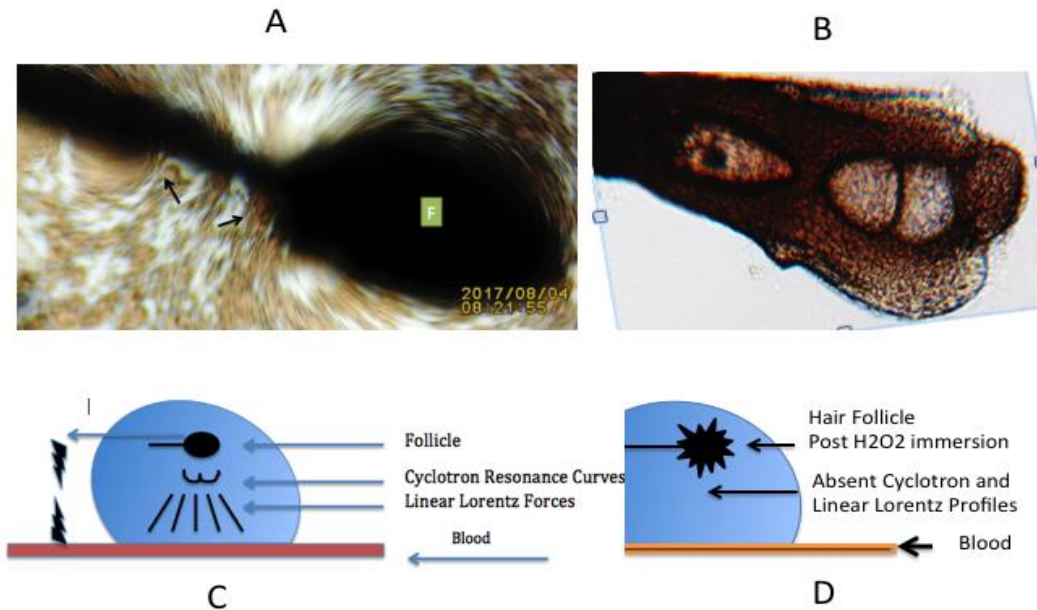 A
B
F
2017/08/04
08:21:55
Follicle
Cyclotron Resonance Curves
Linear Lorentz Forces
Blood
C
Hair Follicle
Post H2O2 immersion
Absent Cyclotron and
Linear Lorentz Profiles
Blood
D